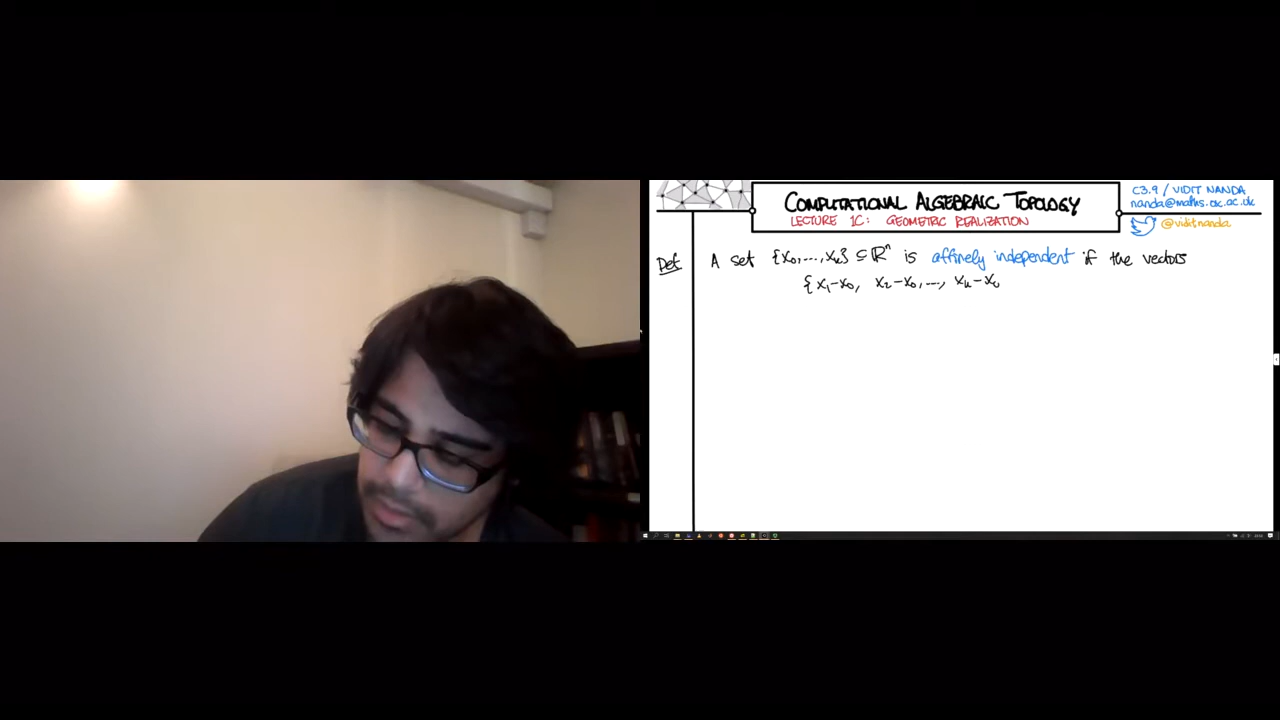 COMPUTATIONAL ALGEBRAIC TOPOLOGY
LECTURE 1C: GEOMETRIC REALIZATION
C3.9 / VIDIT NANDA
nanda@maths.ox.ac.uk
@viditnanda
Def A set {x₀,...,xₖ} ⊆ ℝⁿ is affinely independent if the vectors
{x₁-x₀, x₂-x₀,..., xₖ-x₀